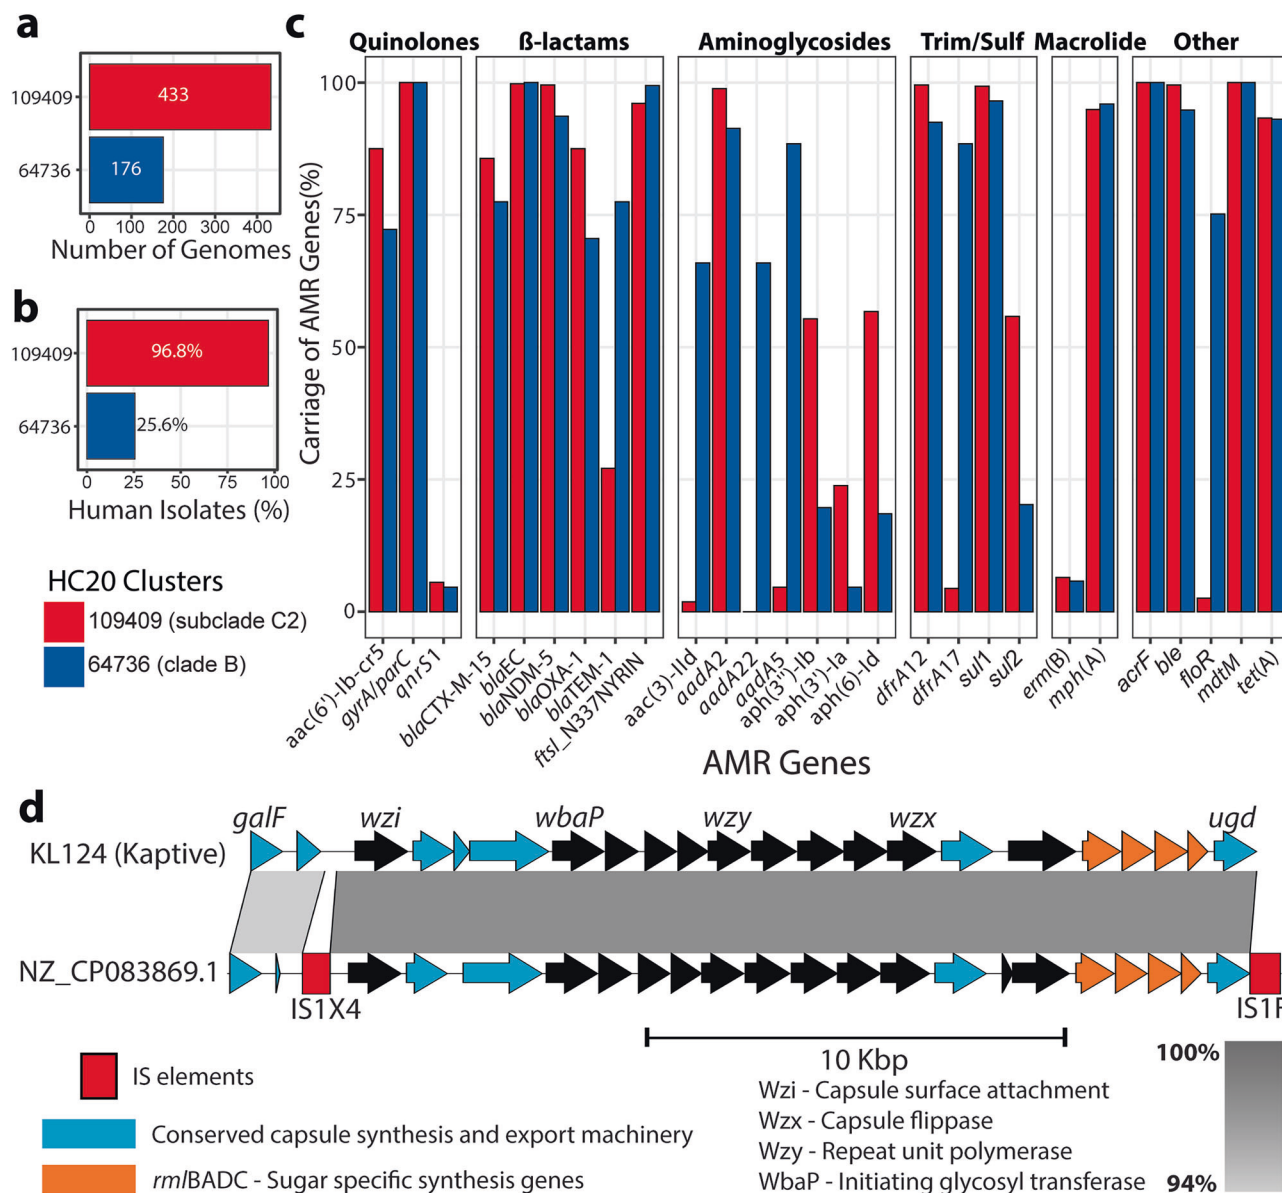 a
109409
433
64736
176
0 100 200 300 400
Number of Genomes
b
109409
96.8%
64736
25.6%
0 25 50 75 100
Human Isolates (%)
HC20 Clusters
109409 (subclade C2)
64736 (clade B)
c
Quinolones ß-lactams Aminoglycosides Trim/Sulf Macrolide Other
Carriage of AMR Genes(%)
100
75
50
25
0
aac(6')-Ib-cr5
gyrA/parC
qnrS1
blaCTX-M-15
blaEC
blaNDM-5
blaOXA-1
blaTEM-1
ftsI_N337NYRIN
aac(3)-IId
aadA2
aadA22
aadA5
aph(3'')-Ib
aph(3')-Ia
aph(6)-Id
dfrA12
dfrA17
sul1
sul2
erm(B)
mph(A)
acrF
ble
floR
mdtM
tet(A)
AMR Genes
d
galF wzi wbaP wzy wzx ugd
KL124 (Kaptive)
NZ_CP083869.1
IS1X4
10 Kbp
IS elements
Conserved capsule synthesis and export machinery
rmlBADC - Sugar specific synthesis genes
Wzi - Capsule surface attachment
Wzx - Capsule flippase
Wzy - Repeat unit polymerase
WbaP - Initiating glycosyl transferase
100%
94%